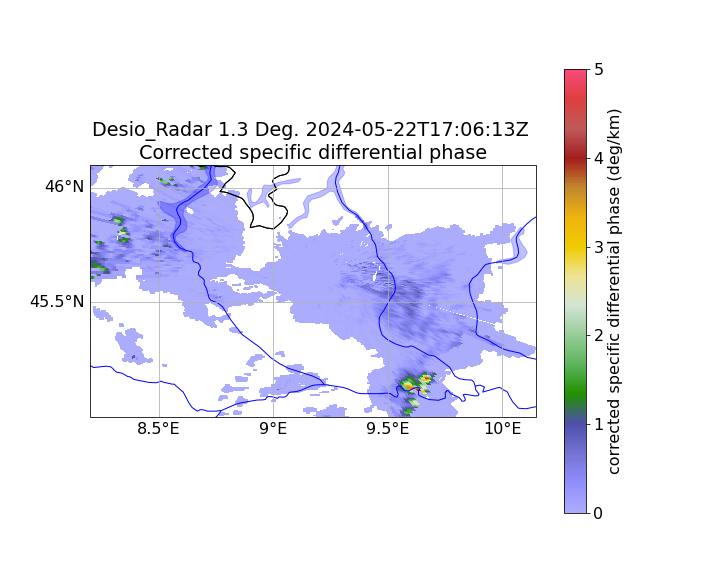 Desio_Radar 1.3 Deg. 2024-05-22T17:06:13Z
Corrected specific differential phase
46°N
45.5°N
8.5°E
9°E
9.5°E
10°E
5
4
3
2
1
0
corrected specific differential phase (deg/km)